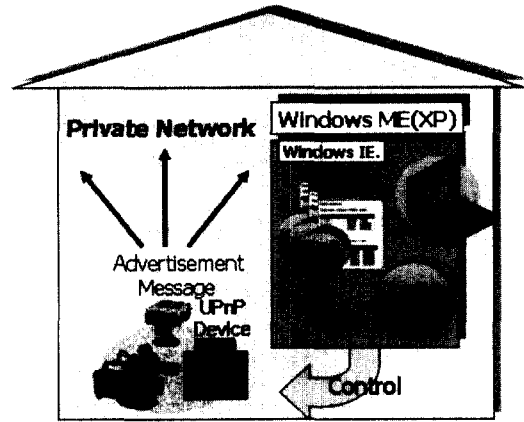 Private Network
Windows ME(XP)
Windows IE.
Advertisement
Message
UPnP
Device
Control